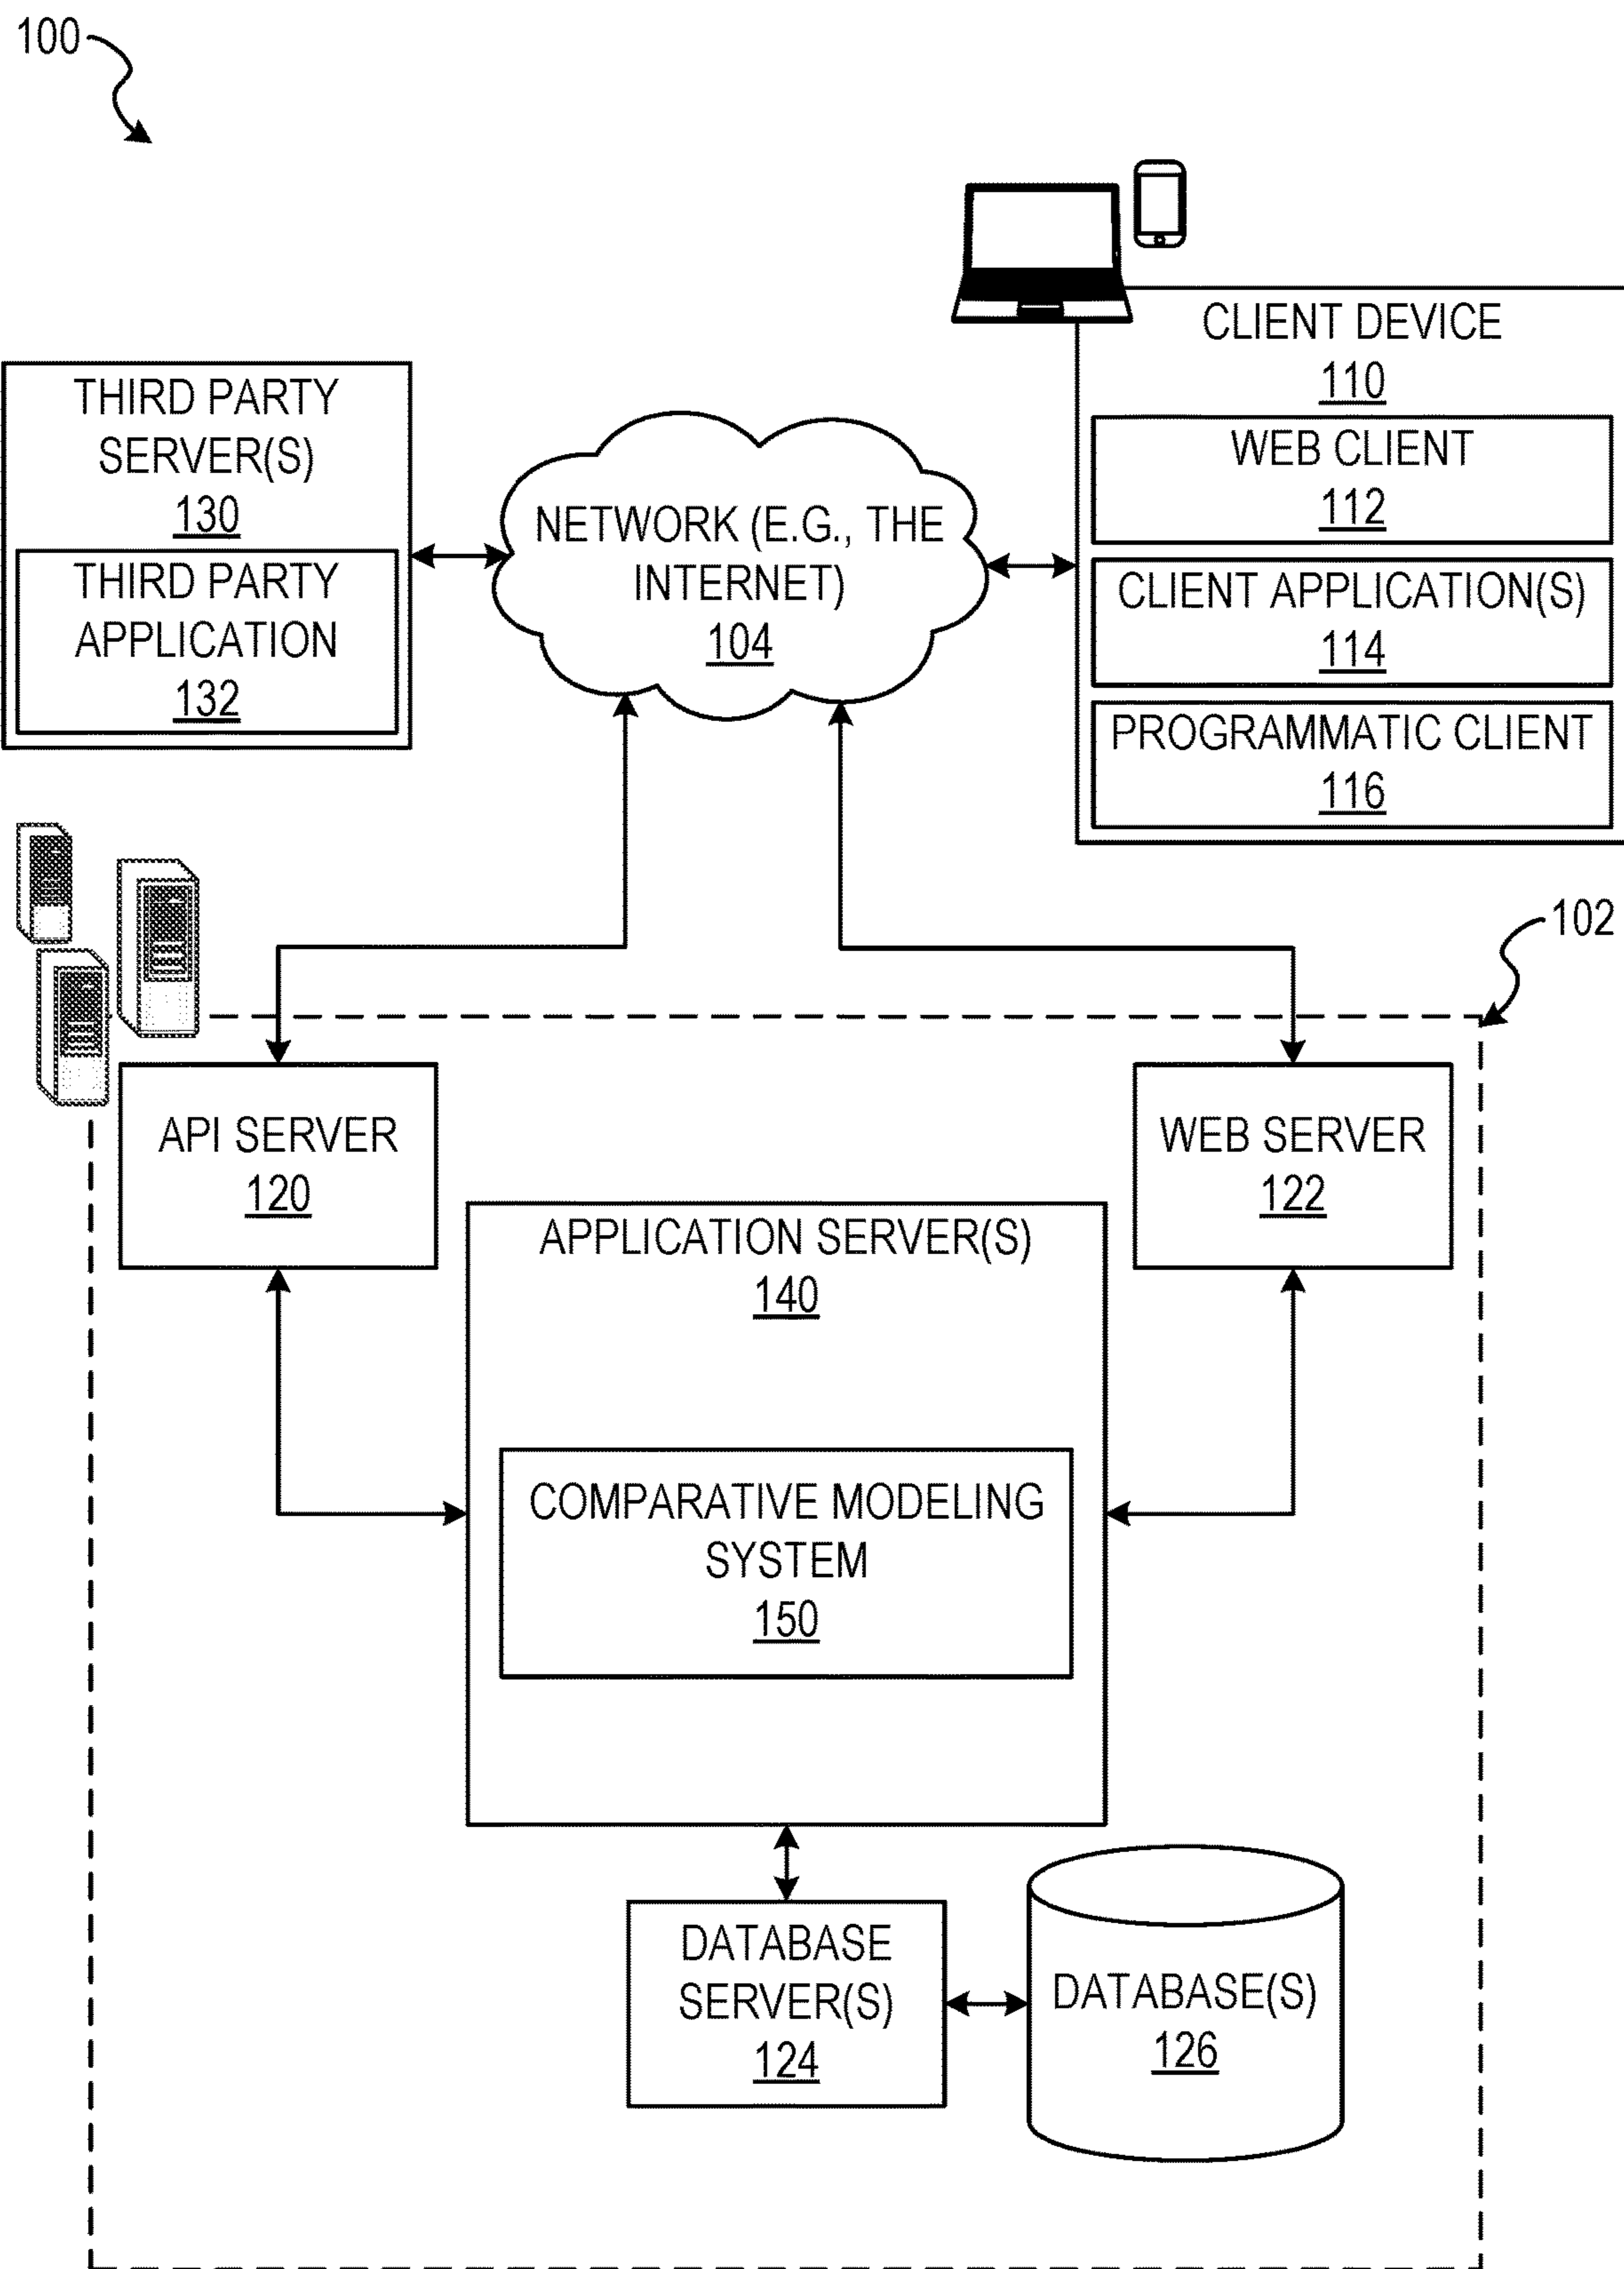 100
CLIENT DEVICE
110
WEB CLIENT
112
CLIENT APPLICATION(S)
114
PROGRAMMATIC CLIENT
116
THIRD PARTY
SERVER(S)
130
THIRD PARTY
APPLICATION
132
NETWORK (E.G., THE
INTERNET)
104
102
API SERVER
120
WEB SERVER
122
APPLICATION SERVER(S)
140
COMPARATIVE MODELING
SYSTEM
150
DATABASE
SERVER(S)
124
DATABASE(S)
126